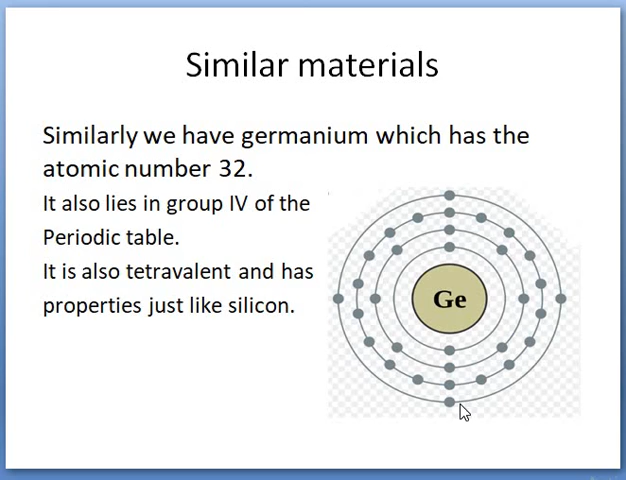 Similar materials
Similarly we have germanium which has the
atomic number 32.
It also lies in group IV of the
Periodic table.
It is also tetravalent and has
properties just like silicon.
Ge